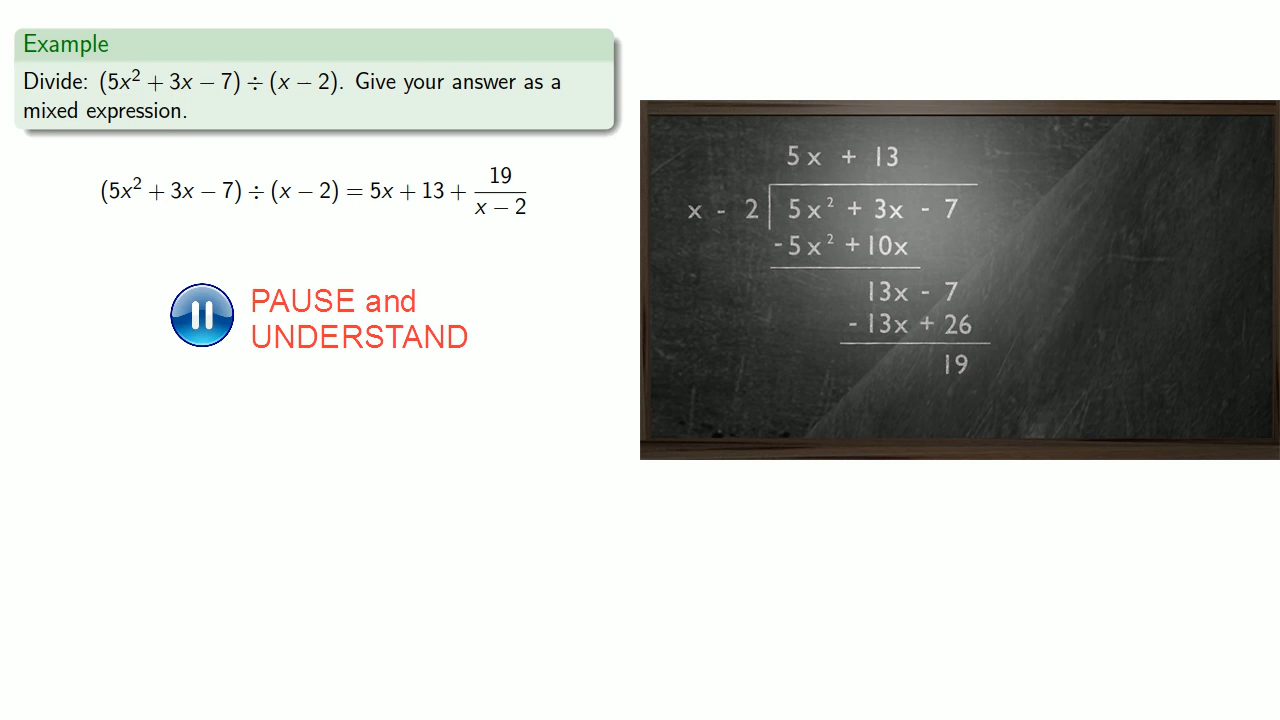 Example
Divide: (5x² + 3x − 7) ÷ (x − 2). Give your answer as a
mixed expression.
(5x² + 3x − 7) ÷ (x − 2) = 5x + 13 + 19/(x − 2)
PAUSE and
UNDERSTAND
5x + 13
x - 2 5x² + 3x - 7
-5x² +10x
13x - 7
- 13x + 26
19